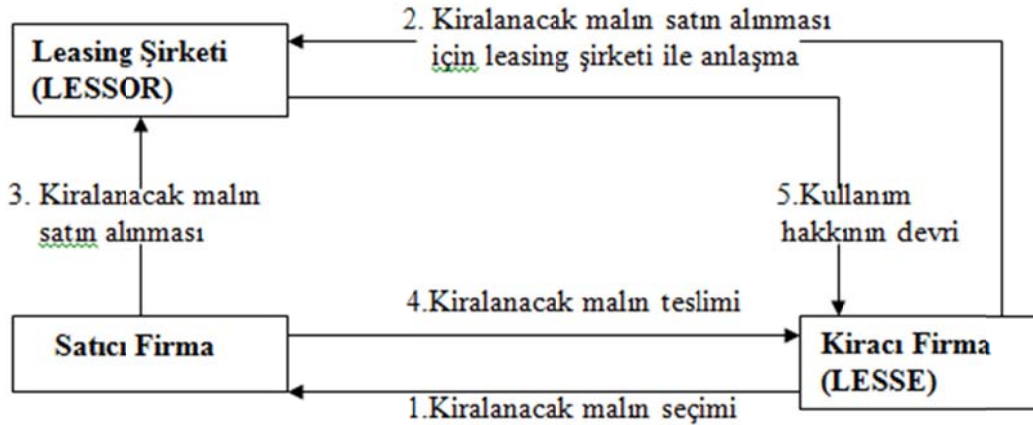 2. Kiralanacak malın satın alınması
için leasing şirketi ile anlaşma
Leasing Şirketi
(LESSOR)
3. Kiralanacak malın
satın alınması
5.Kullanım
hakkının devri
4.Kiralanacak malın teslimi
Satıcı Firma
Kiracı Firma
(LESSE)
1.Kiralanacak malın seçimi